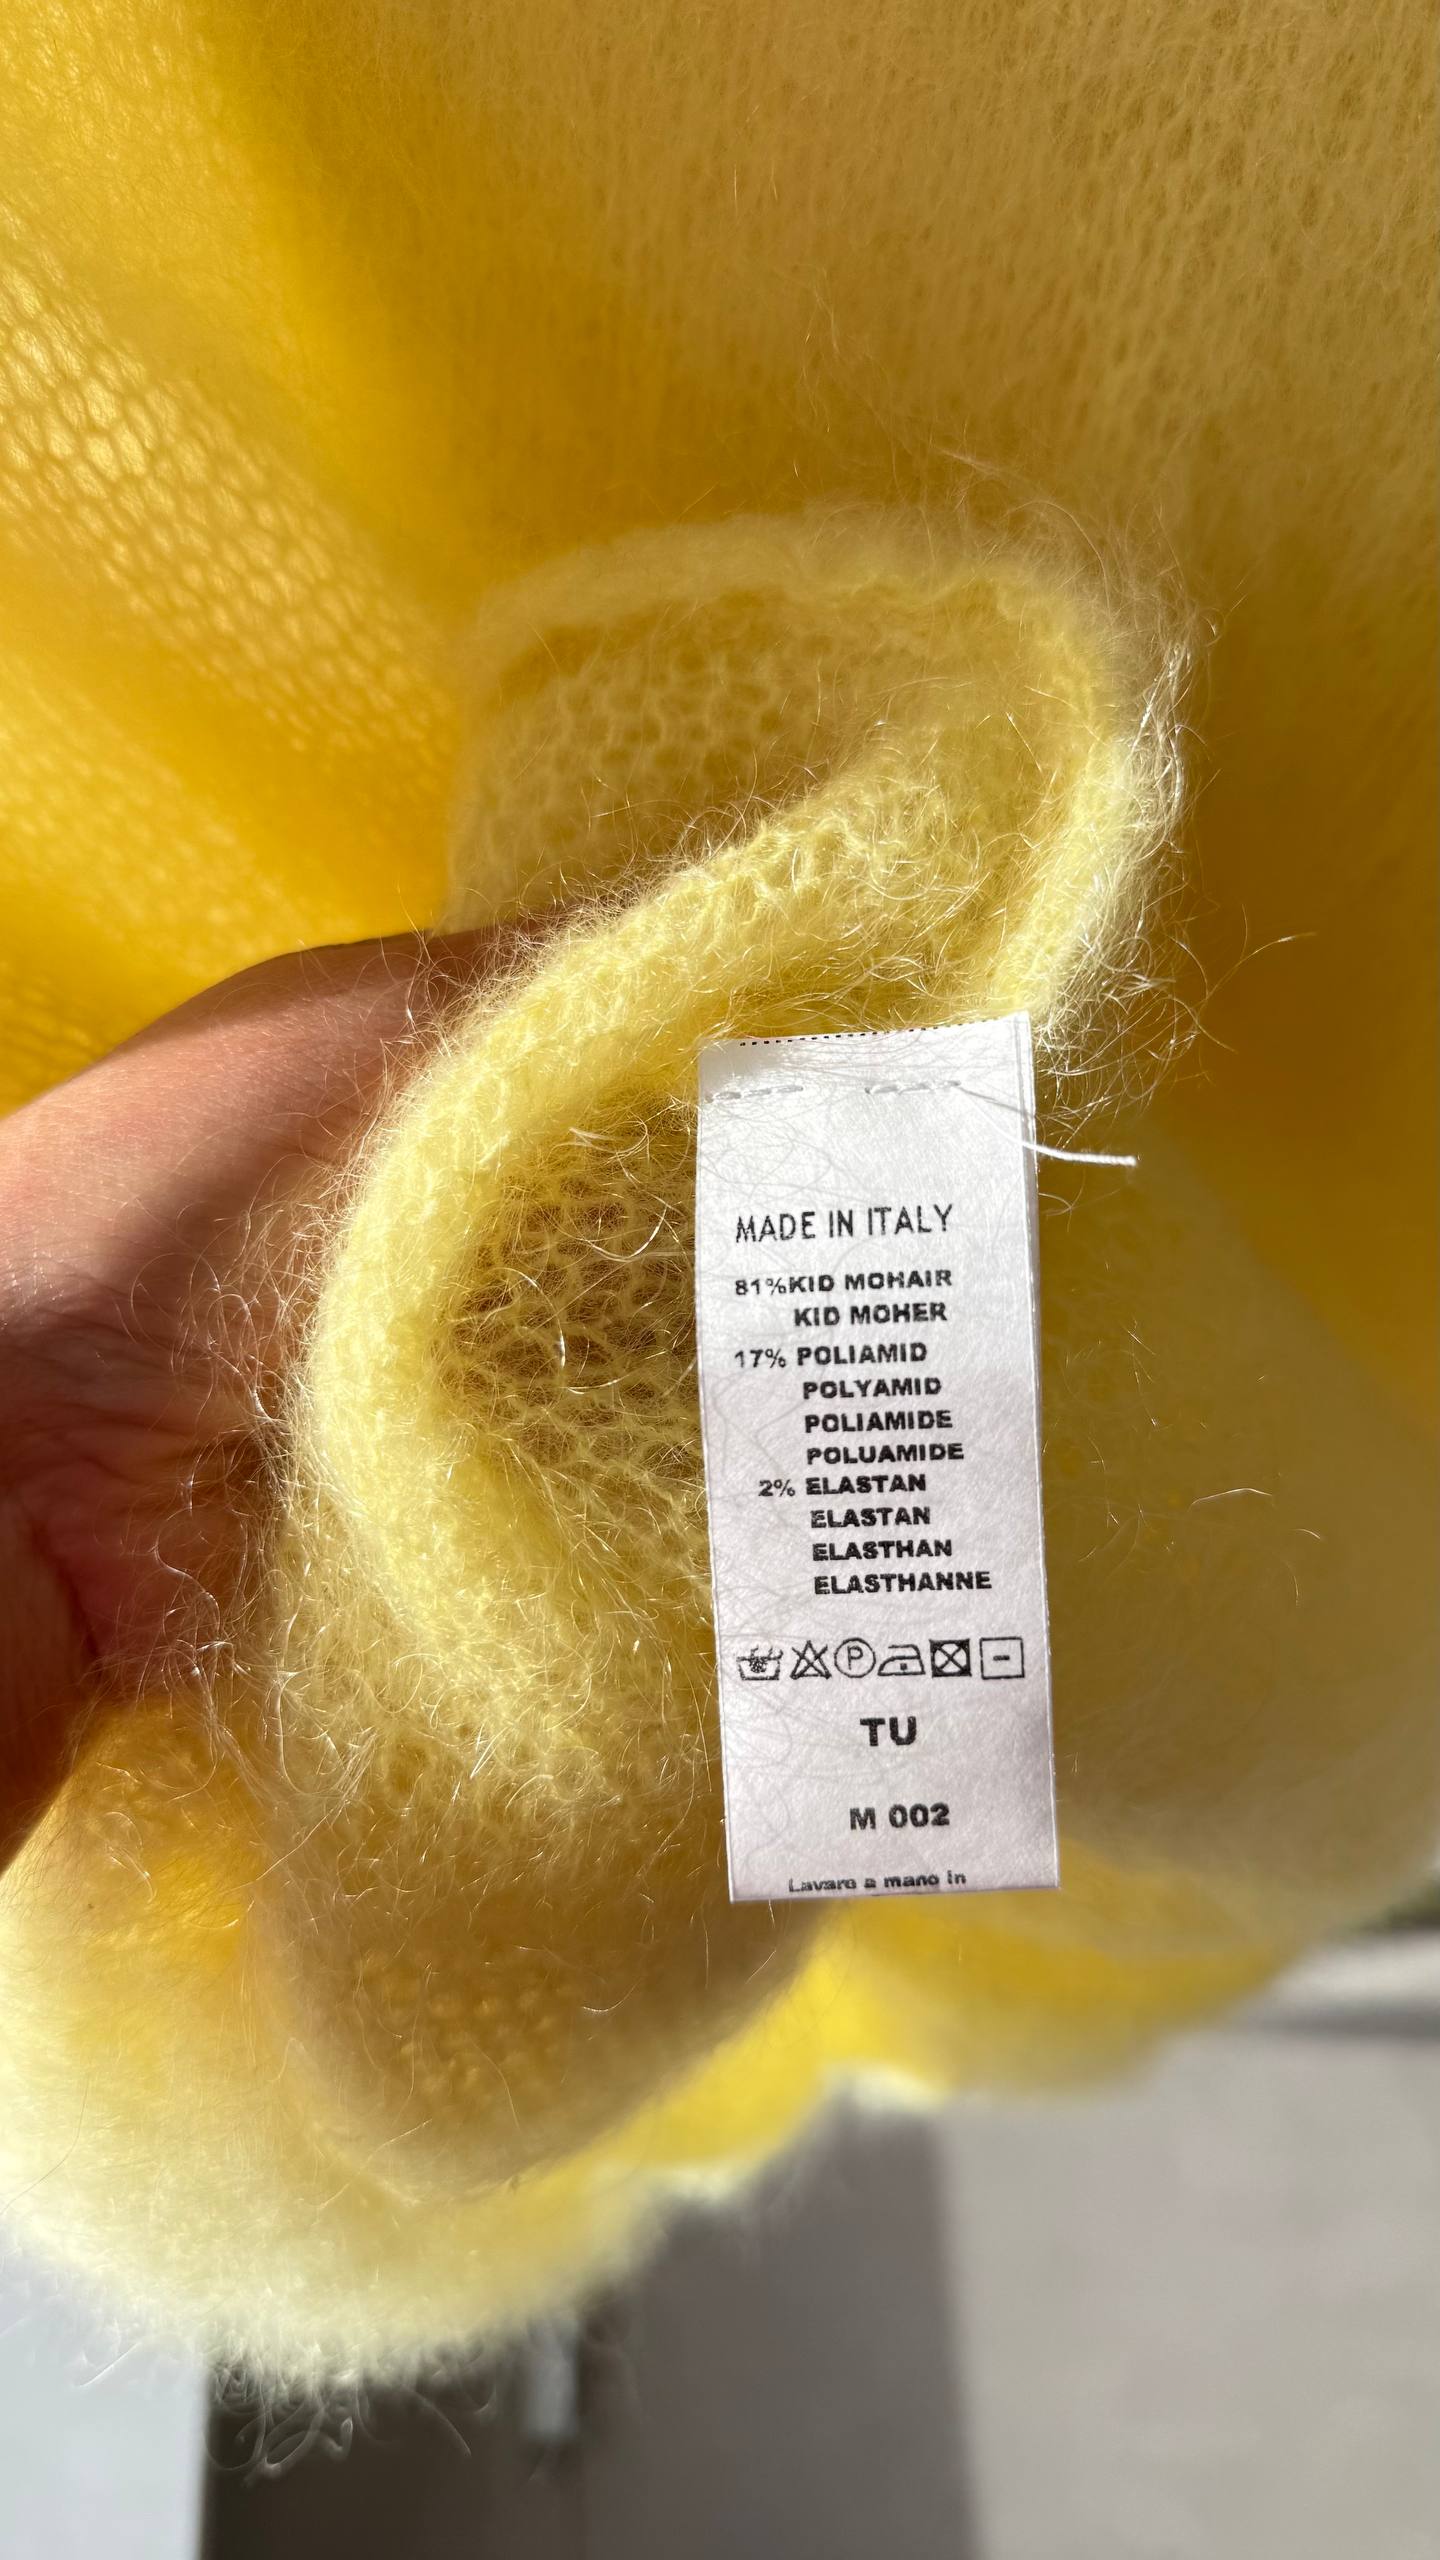 MADE IN ITALY
81%KID MOHAIR
KID MOHER
17% POLIAMID
POLYAMID
POLIAMIDE
POLUAMIDE
2% ELASTAN
ELASTAN
ELASTHAN
ELASTHANNE
P
TU
M 002
Lavare a mano in